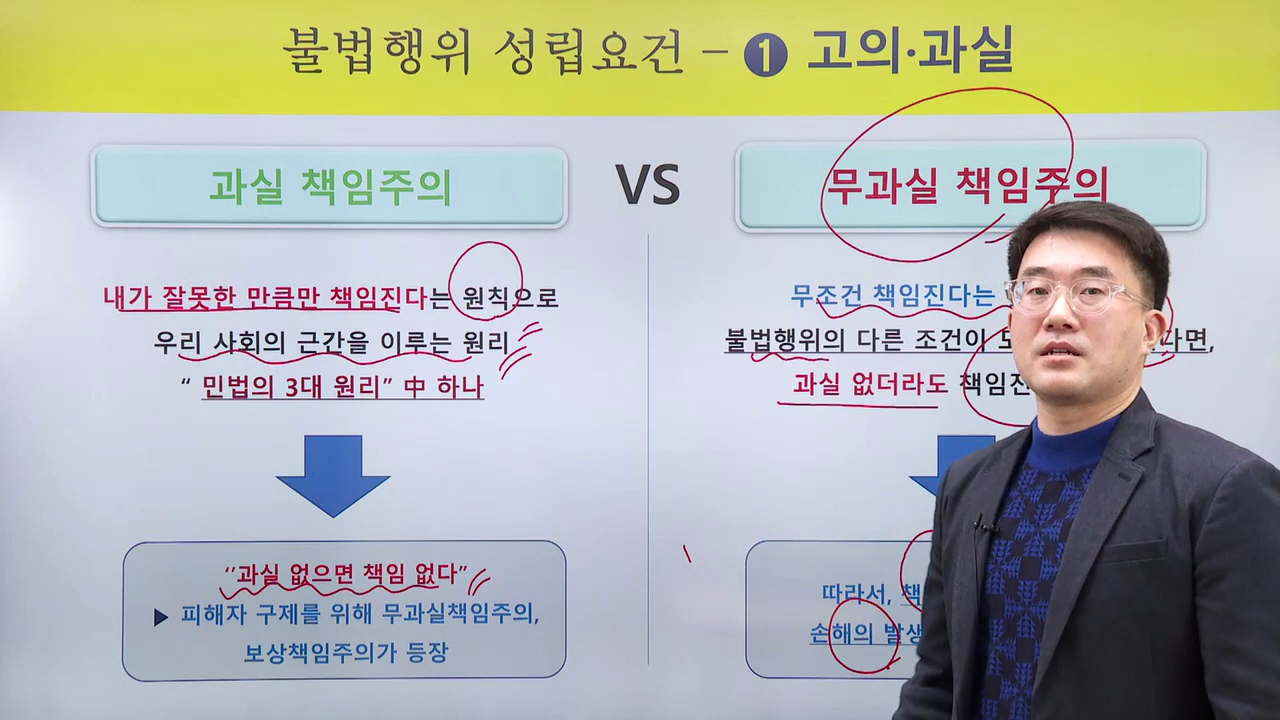 불법행위 성립요건 – ❶ 고의·과실
과실 책임주의
VS
무과실 책임주의
내가 잘못한 만큼만 책임진다는 원칙으로
우리 사회의 근간을 이루는 원리
“ 민법의 3대 원리” 中 하나
‘’과실 없으면 책임 없다”
▶ 피해자 구제를 위해 무과실책임주의,
보상책임주의가 등장
무조건 책임진다는
불법행위의 다른 조건이 다면,
과실 없더라도 책임진
따라서, 책
손해의 발생